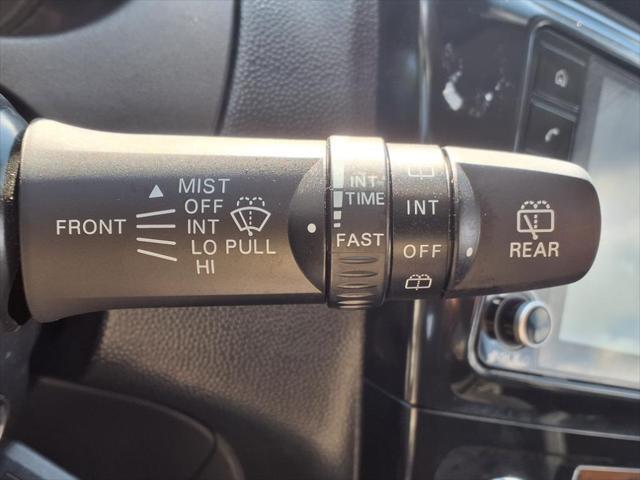 FRONT
MIST
OFF
INT
LO PULL
HI
INT-
TIME
FAST
INT
OFF
REAR